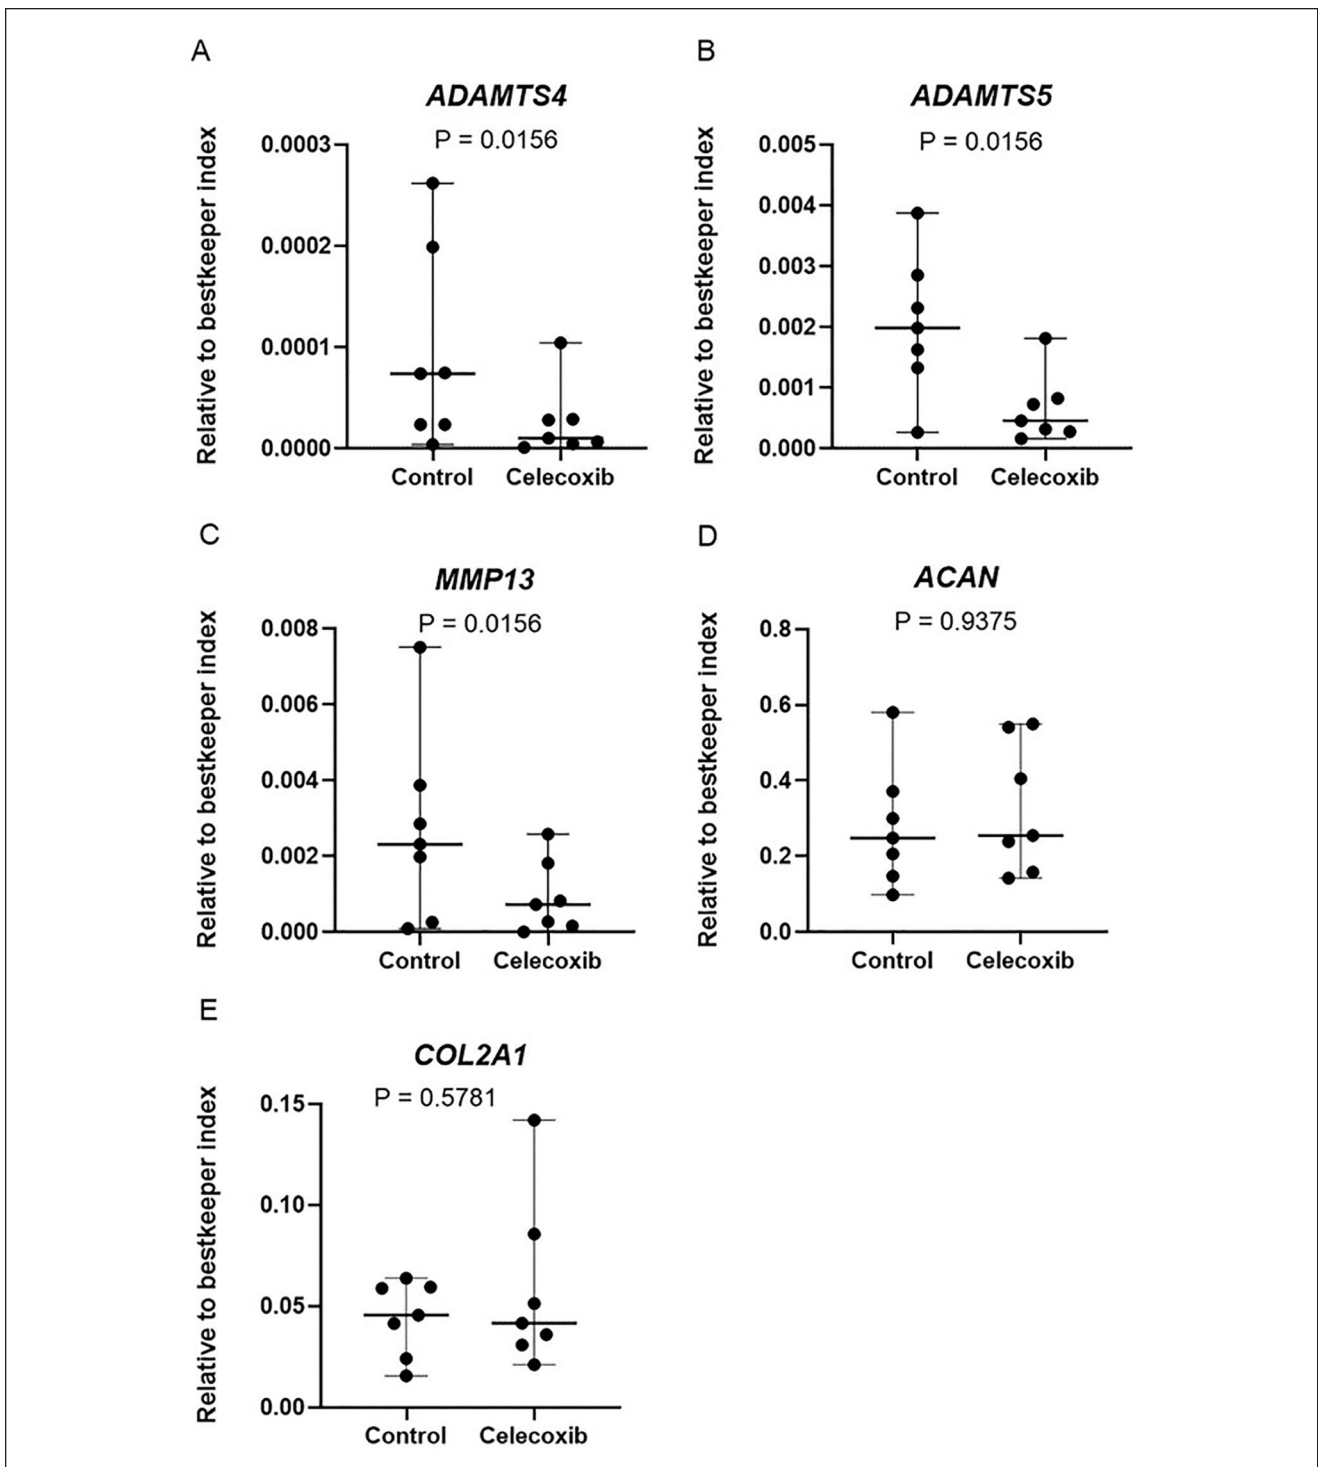 A
ADAMTS4
P = 0.0156
Relative to bestkeeper index
0.0003
0.0002
0.0001
0.0000
Control Celecoxib
B
ADAMTS5
P = 0.0156
Relative to bestkeeper index
0.005
0.004
0.003
0.002
0.001
0.000
Control Celecoxib
C
MMP13
P = 0.0156
Relative to bestkeeper index
0.008
0.006
0.004
0.002
0.000
Control Celecoxib
D
ACAN
P = 0.9375
Relative to bestkeeper index
0.8
0.6
0.4
0.2
0.0
Control Celecoxib
E
COL2A1
P = 0.5781
Relative to bestkeeper index
0.15
0.10
0.05
0.00
Control Celecoxib